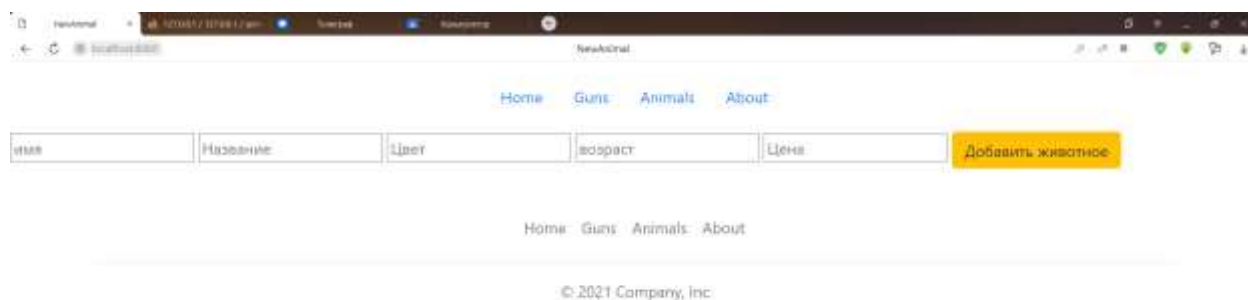 NewAnimal
NewAnimal
Home Guns Animals About
имя Название Цвет возраст Цена Добавить животное
Home Guns Animals About
© 2021 Company, Inc